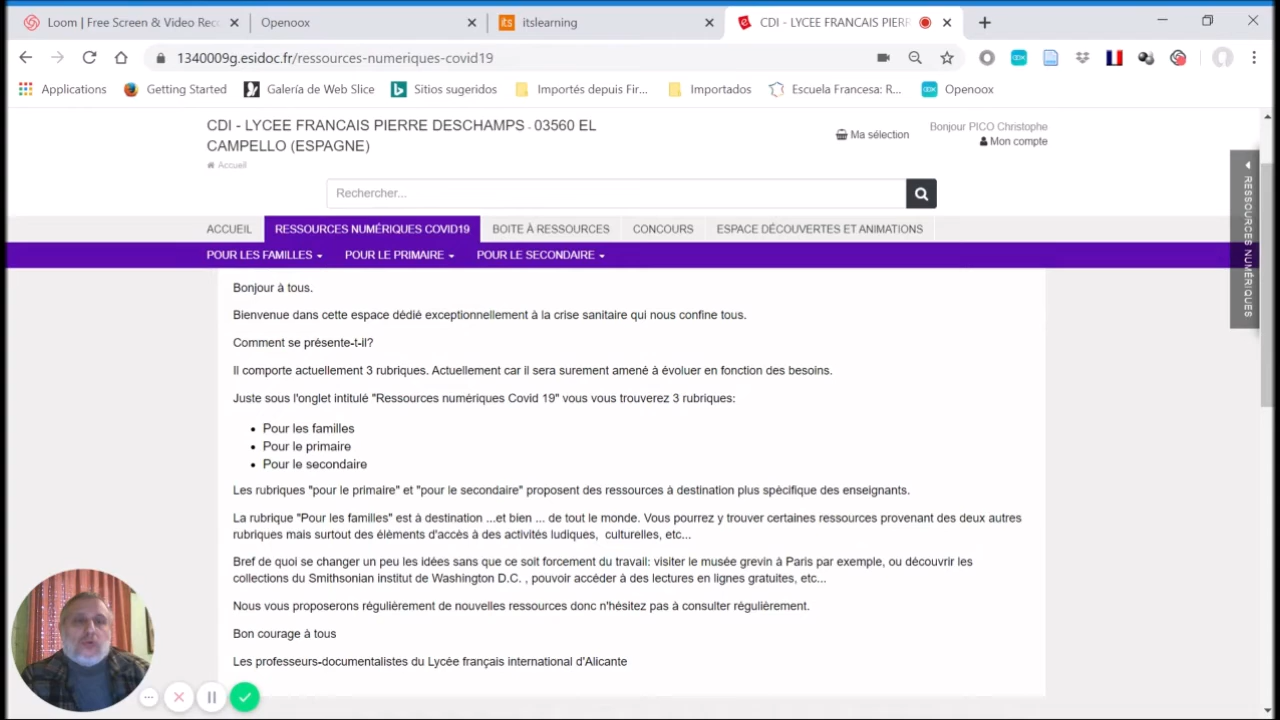 Loom | Free Screen & Video Rec
Openoox
itslearning
CDI - LYCEE FRANCAIS PIERR
1340009g.esidoc.fr/ressources-numeriques-covid19
Applications
Getting Started
Galería de Web Slice
Sitios sugeridos
Importés depuis Fir...
Importados
Escuela Francesa: R...
Openoox
CDI - LYCEE FRANCAIS PIERRE DESCHAMPS - 03560 EL
CAMPELLO (ESPAGNE)
Accueil
Ma sélection
Bonjour PICO Christophe
Mon compte
Rechercher...
ACCUEIL
RESSOURCES NUMÉRIQUES COVID19
BOITE À RESSOURCES
CONCOURS
ESPACE DÉCOUVERTES ET ANIMATIONS
POUR LES FAMILLES
POUR LE PRIMAIRE
POUR LE SECONDAIRE
RESSOURCES NUMÉRIQUES
Bonjour à tous.
Bienvenue dans cette espace dédié exceptionnellement à la crise sanitaire qui nous confine tous.
Comment se présente-t-il?
Il comporte actuellement 3 rubriques. Actuellement car il sera surement amené à évoluer en fonction des besoins.
Juste sous l'onglet intitulé "Ressources numériques Covid 19" vous vous trouverez 3 rubriques:
• Pour les familles
• Pour le primaire
• Pour le secondaire
Les rubriques "pour le primaire" et "pour le secondaire" proposent des ressources à destination plus spécifique des enseignants.
La rubrique "Pour les familles" est à destination ...et bien ... de tout le monde. Vous pourrez y trouver certaines ressources provenant des deux autres
rubriques mais surtout des élèments d'accès à des activités ludiques, culturelles, etc...
Bref de quoi se changer un peu les idées sans que ce soit forcement du travail: visiter le musée grevin à Paris par exemple, ou découvrir les
collections du Smithsonian institut de Washington D.C. , pouvoir accéder à des lectures en lignes gratuites, etc...
Nous vous proposerons régulièrement de nouvelles ressources donc n'hésitez pas à consulter régulièrement.
Bon courage à tous
Les professeurs-documentalistes du Lycée français international d'Alicante